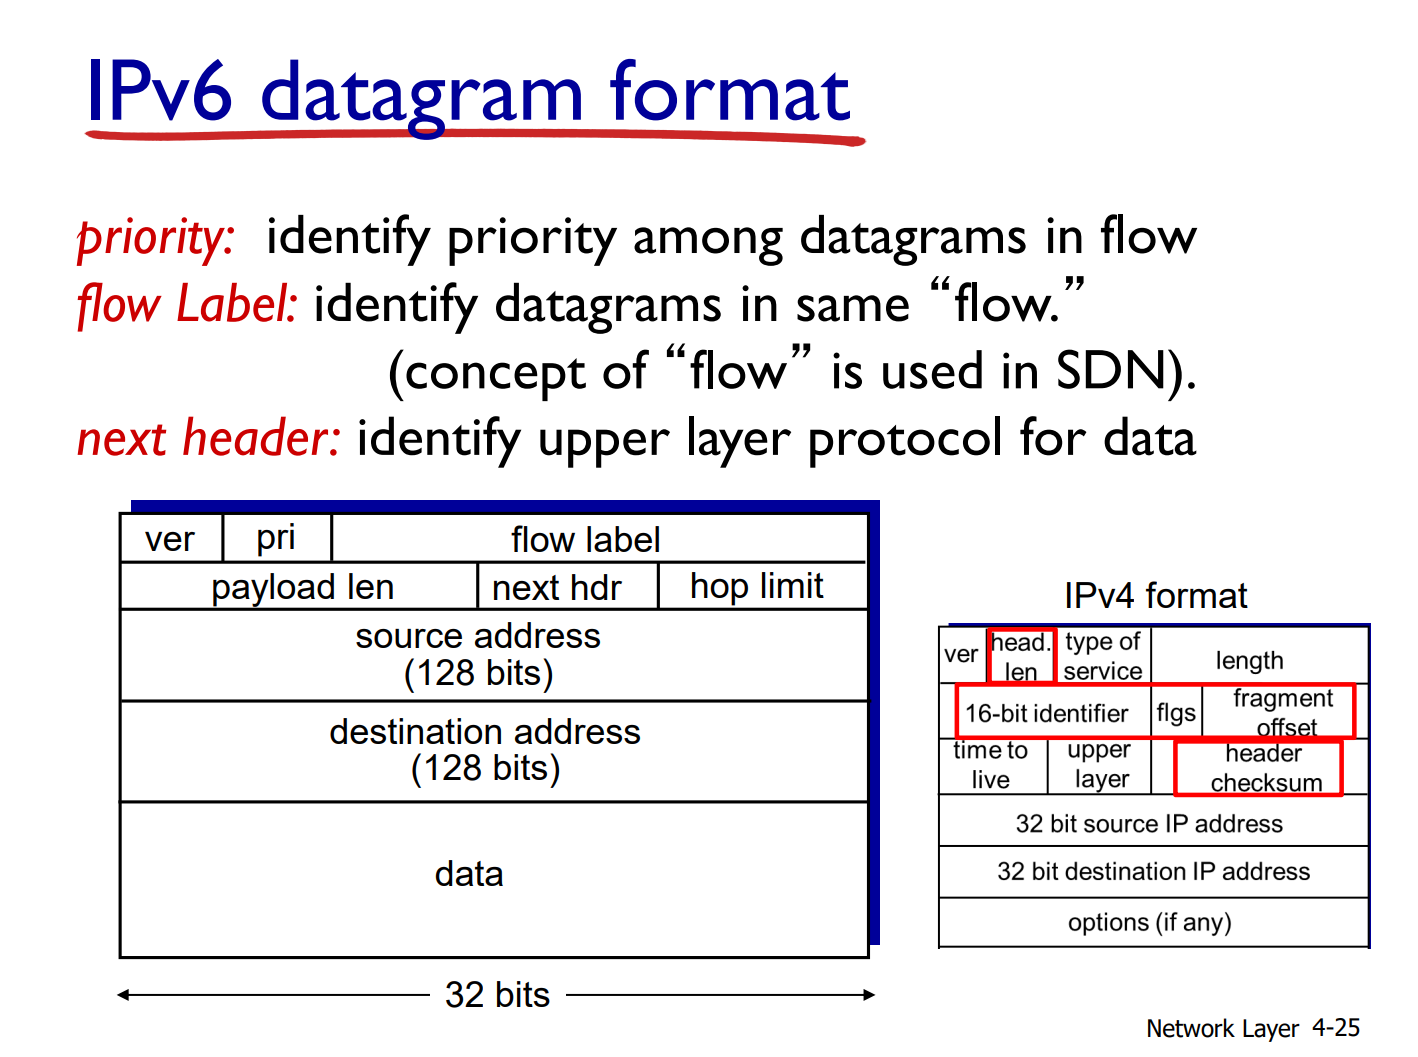 IPv6 datagram format
priority: identify priority among datagrams in flow
flow Label: identify datagrams in same “flow.”
(concept of “flow” is used in SDN).
next header: identify upper layer protocol for data
ver pri flow label
payload len next hdr hop limit
source address
(128 bits)
destination address
(128 bits)
data
32 bits
IPv4 format
ver head. len type of service length
16-bit identifier flgs fragment offset
time to live upper layer header checksum
32 bit source IP address
32 bit destination IP address
options (if any)
Network Layer 4-25